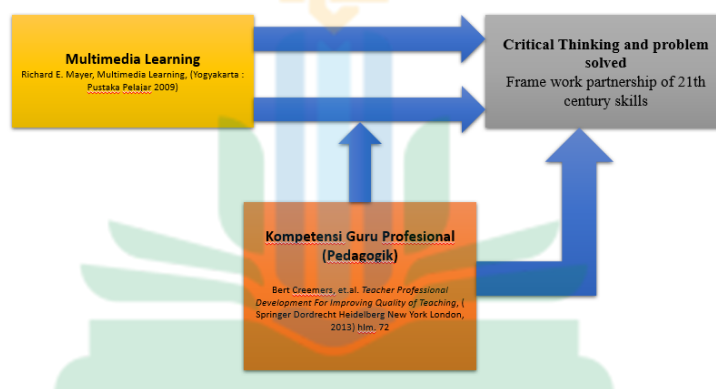 Multimedia Learning
Richard E. Mayer, Multimedia Learning, (Yogyakarta :
Pustaka Pelajar 2009)
Critical Thinking and problem
solved
Frame work partnership of 21th
century skills
Kompetensi Guru Profesional
(Pedagogik)
Bert Creemers, et.al. Teacher Professional
Development For Improving Quality of Teaching, (
Springer Dordrecht Heidelberg New York London,
2013) hlm. 72